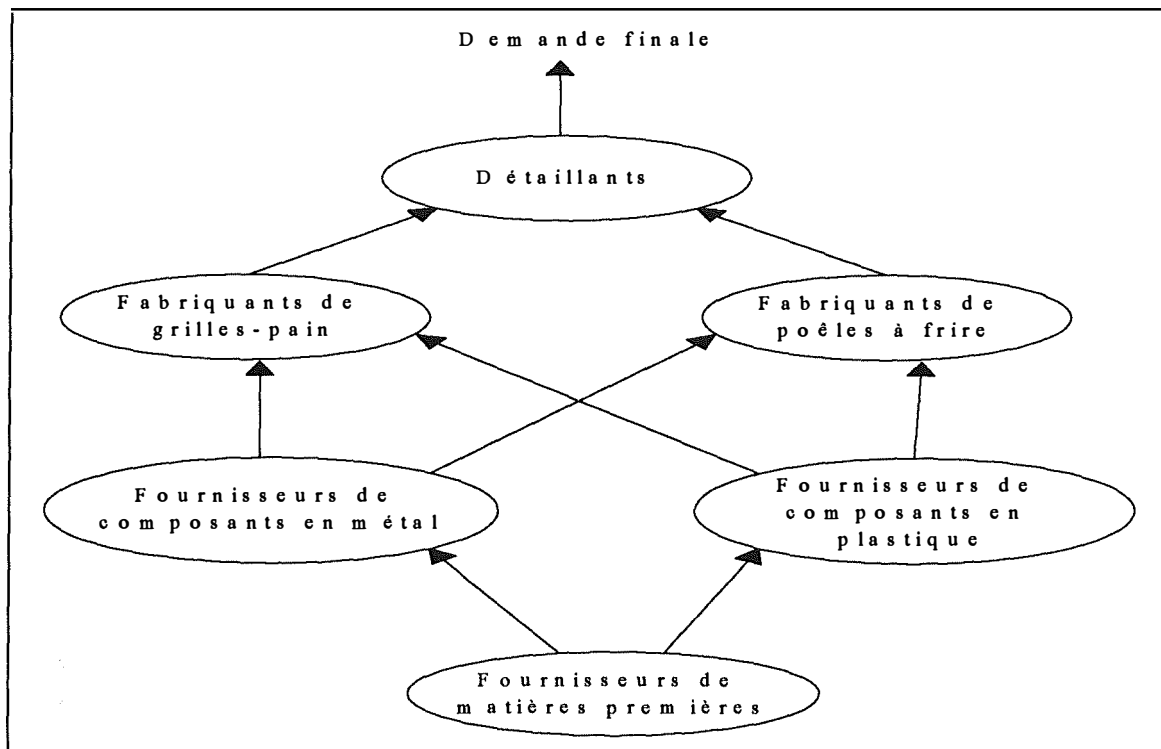 Demande finale
Détaillants
Fabriquants de
grilles-pain
Fabriquants de
poêles à frire
Fournisseurs de
composants en métal
Fournisseurs de
composants en
plastique
Fournisseurs de
matières premières